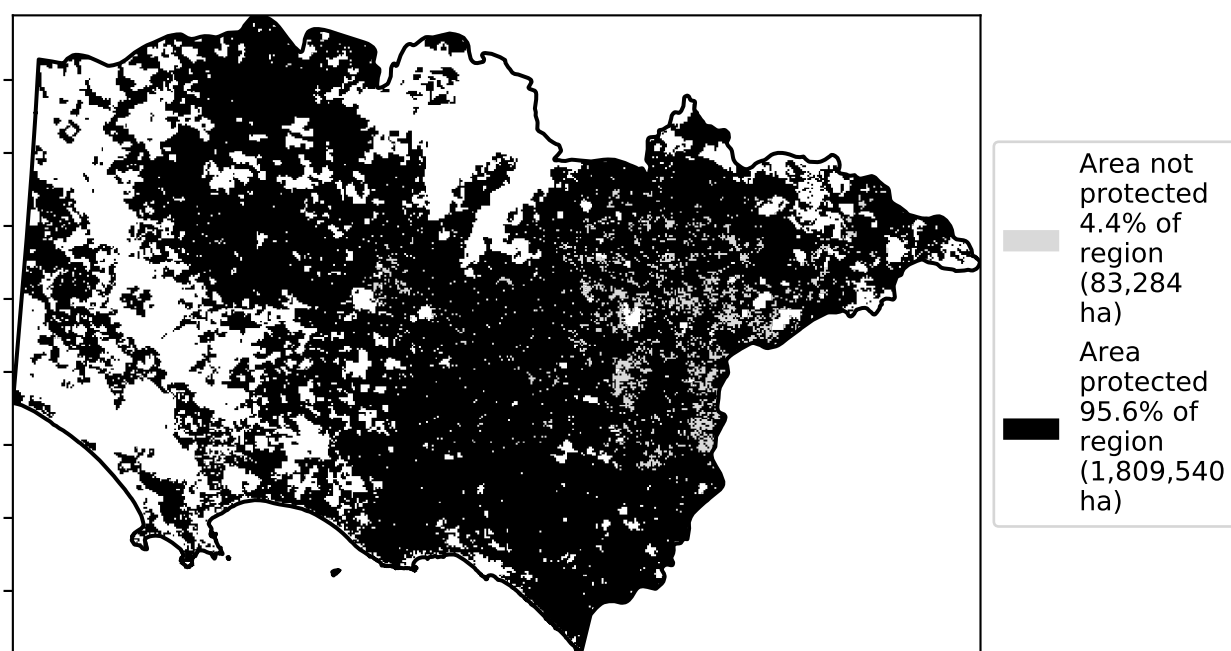 Area not
protected
4.4% of
region
(83,284
ha)
Area
protected
95.6% of
region
(1,809,540
ha)